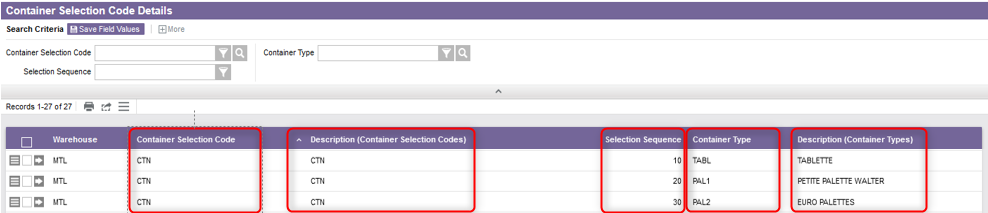 Container Selection Code Details
Search Criteria Save Field Values More
Container Selection Code Container Type
Selection Sequence
Records 1-27 of 27
Warehouse Container Selection Code Description (Container Selection Codes) Selection Sequence Container Type Description (Container Types)
MTL CTN CTN 10 TABL TABLETTE
MTL CTN CTN 20 PAL1 PETITE PALETTE WALTER
MTL CTN CTN 30 PAL2 EURO PALETTES